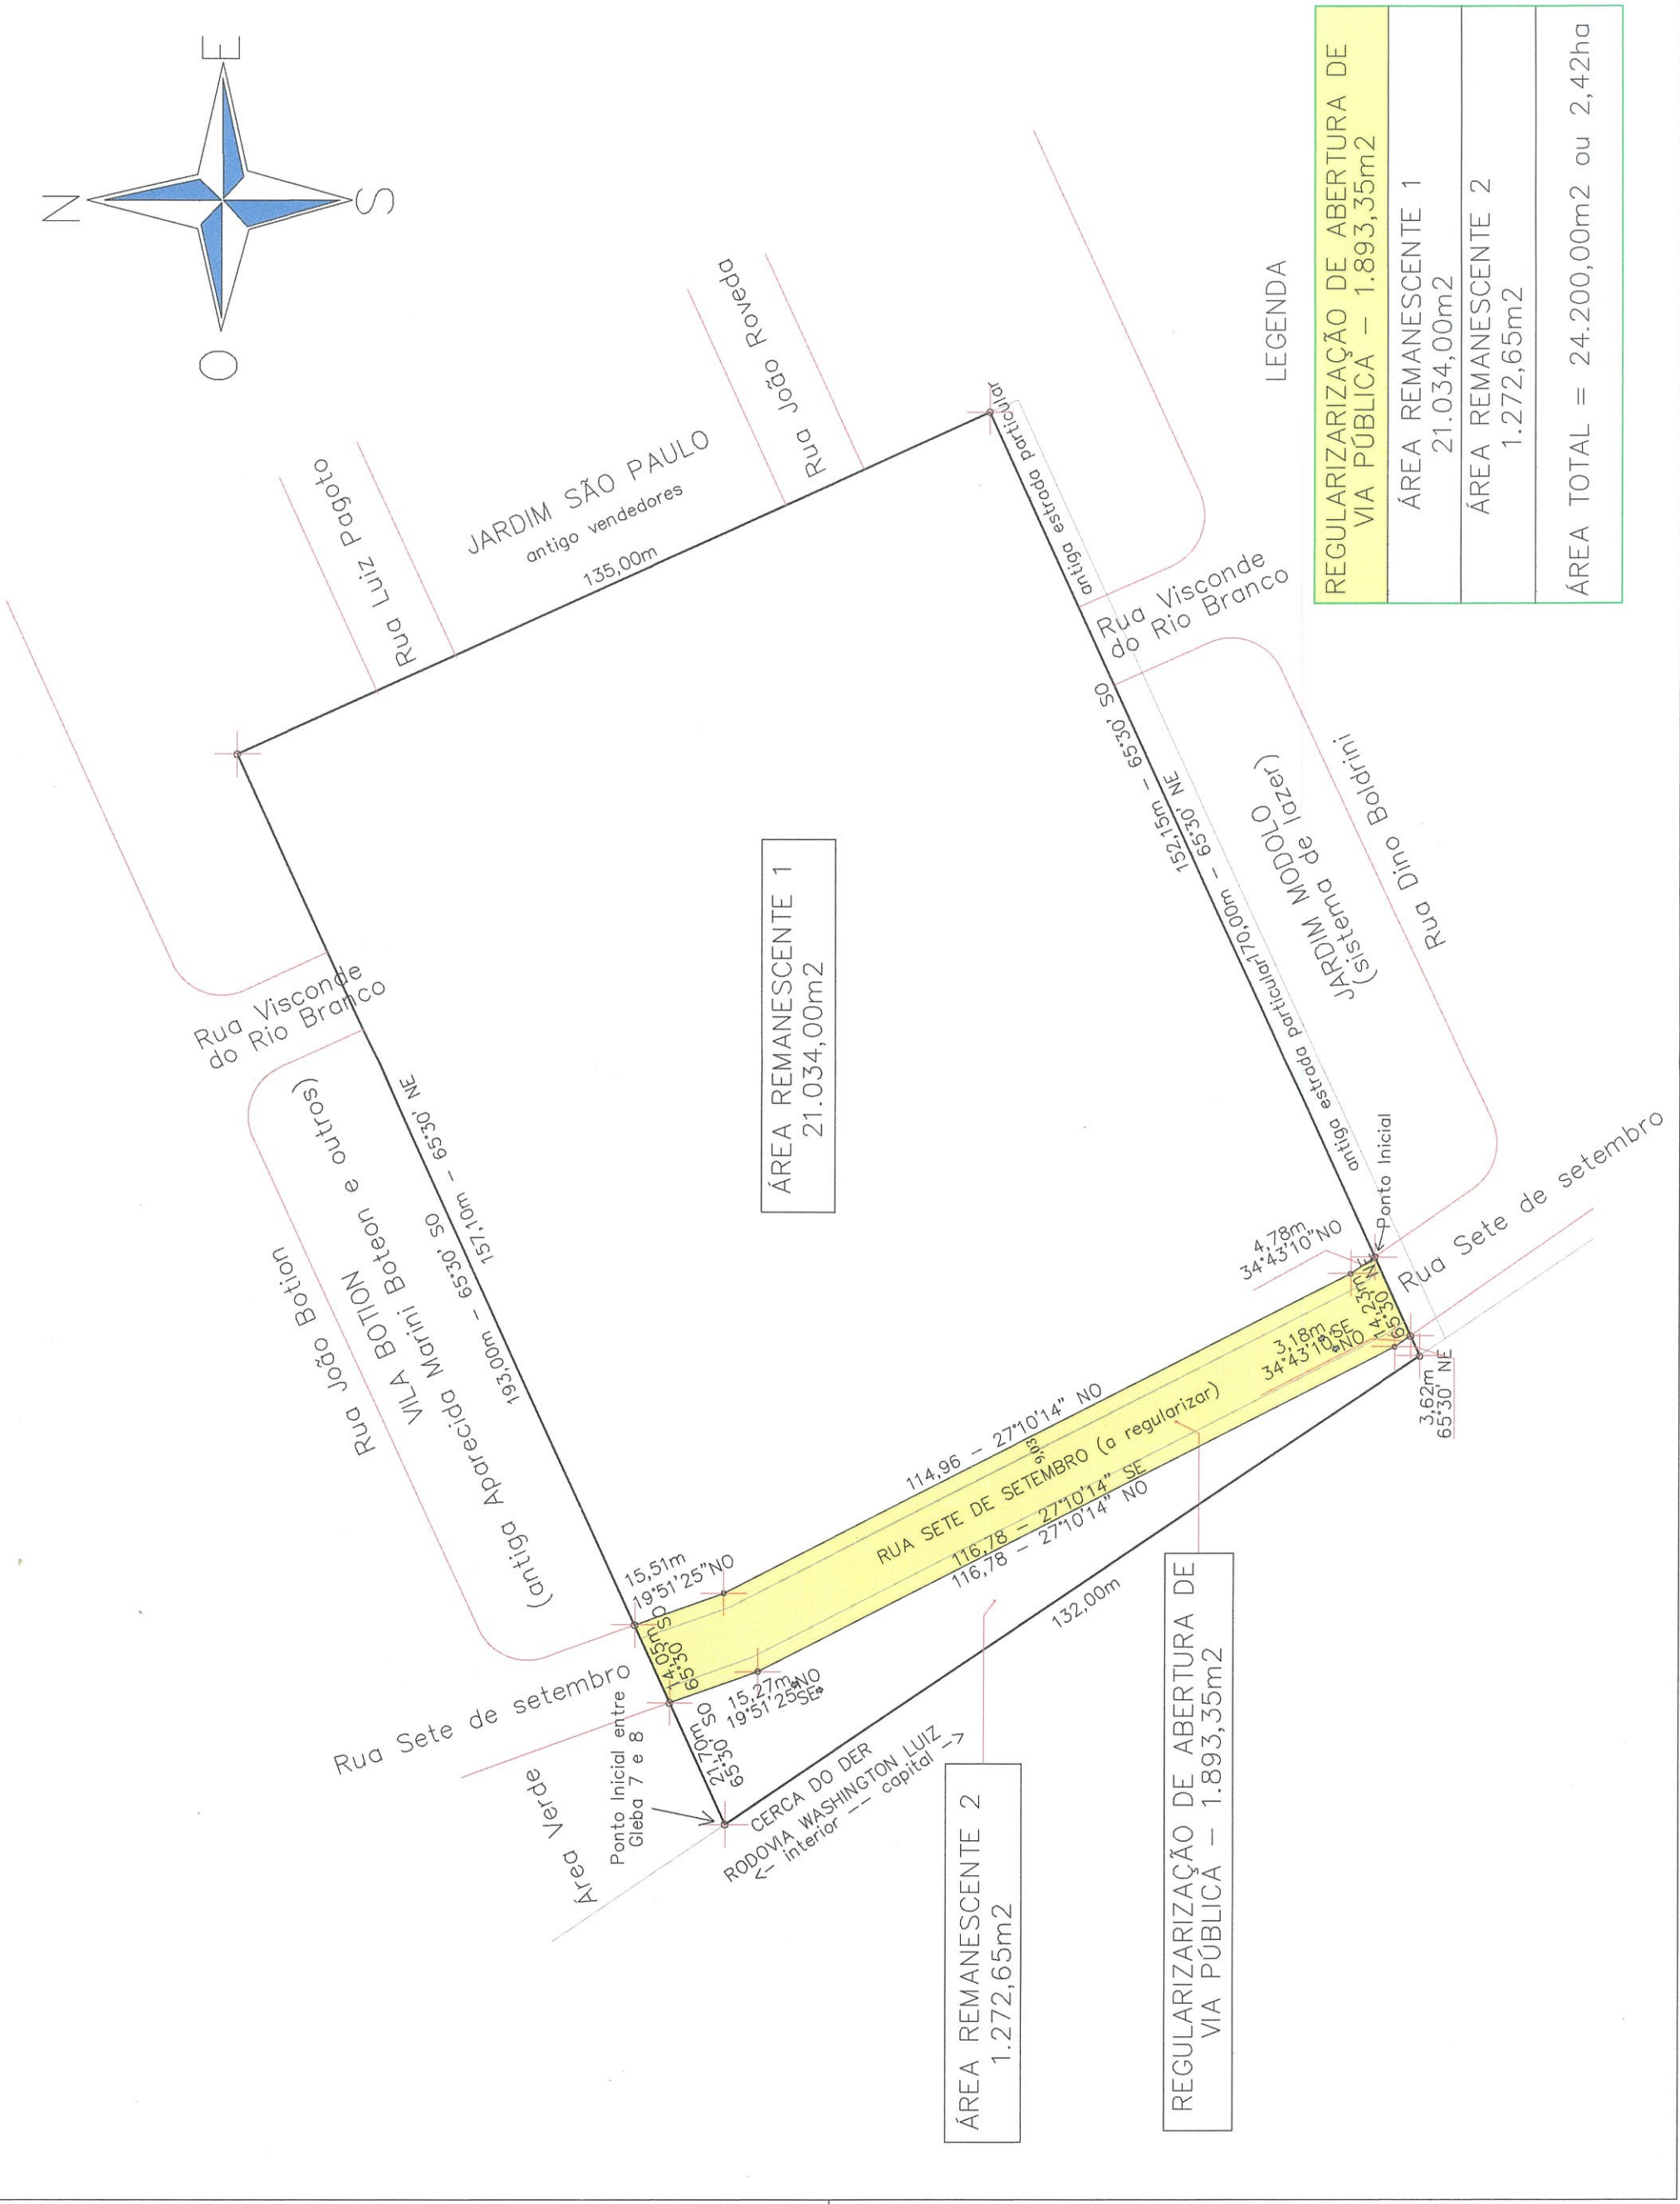 N
O
E
S
Rua Luiz Pagoto
JARDIM SÃO PAULO
antigo vendedores
135,00m
Rua João Roveda
Rua Visconde
do Rio Branco
Rua João Botion
VILA BOTION
(antiga Aparecida Marini Boteon e outros)
193,00m – 65°30' SO
157,10m – 65°30' NE
ÁREA REMANESCENTE 1
21.034,00m2
antiga estrada particular
Rua Visconde
do Rio Branco
152,15m – 65°30' SO
170,00m – 65°30' NE
antiga estrada particular
JARDIM MODOLO
(sistema de lazer)
Rua Dino Boldrini
Ponto Inicial
Rua Sete de setembro
4,78m
34°43'10"NO
14,23m
65°30' NE
3,18m
34°43'10"SE
NO
3,62m
65°30' NE
114,96 – 27°10'14" NO
9,03
RUA SETE DE SETEMBRO (a regularizar)
116,78 – 27°10'14" SE
116,78 – 27°10'14" NO
132,00m
15,51m
19°51'25"NO
14,05m
65°30' SO
15,27m
19°51'25"NO
SE
21,70m
65°30' SO
Rua Sete de setembro
Área Verde
Ponto Inicial entre
Gleba 7 e 8
CERCA DO DER
RODOVIA WASHINGTON LUIZ
<– interior –– capital –>
ÁREA REMANESCENTE 2
1.272,65m2
REGULARIZARIZAÇÃO DE ABERTURA DE
VIA PÚBLICA – 1.893,35m2
LEGENDA
REGULARIZARIZAÇÃO DE ABERTURA DE
VIA PÚBLICA – 1.893,35m2
ÁREA REMANESCENTE 1
21.034,00m2
ÁREA REMANESCENTE 2
1.272,65m2
ÁREA TOTAL = 24.200,00m2 ou 2,42ha